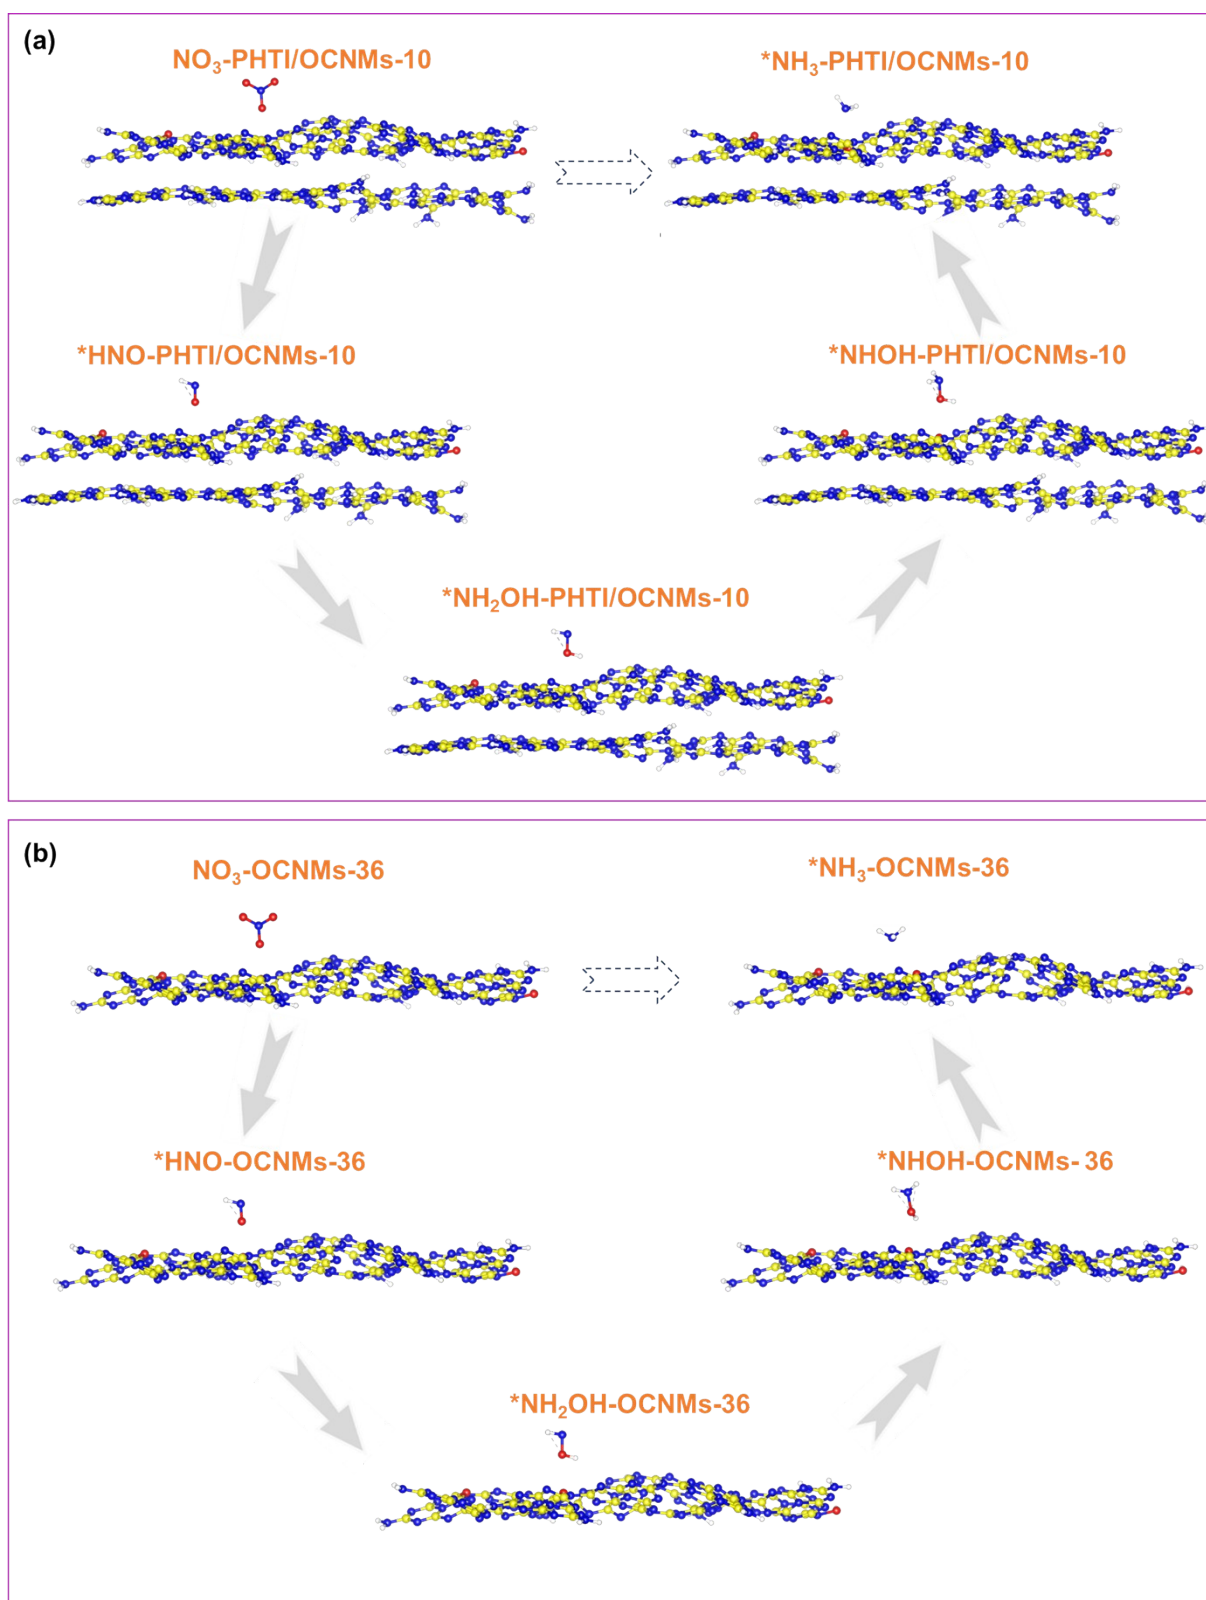 (a)
NO₃-PHTI/OCNMs-10
*NH₃-PHTI/OCNMs-10
*HNO-PHTI/OCNMs-10
*NHOH-PHTI/OCNMs-10
*NH₂OH-PHTI/OCNMs-10
(b)
NO₃-OCNMs-36
*NH₃-OCNMs-36
*HNO-OCNMs-36
*NHOH-OCNMs- 36
*NH₂OH-OCNMs-36